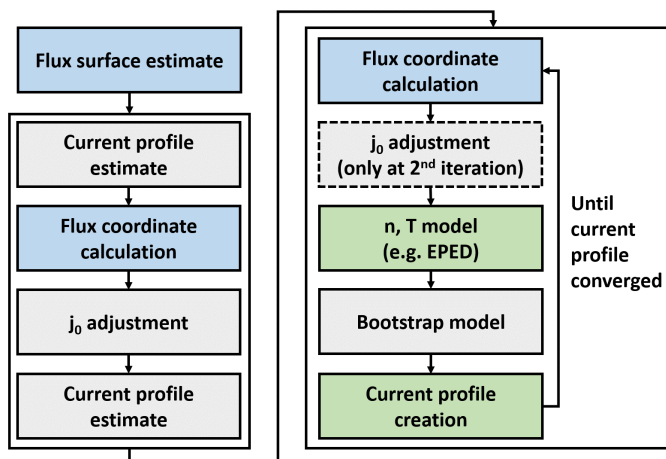 Flux surface estimate
Current profile
estimate
Flux coordinate
calculation
j₀ adjustment
Current profile
estimate
Flux coordinate
calculation
j₀ adjustment
(only at 2ⁿᵈ iteration)
n, T model
(e.g. EPED)
Bootstrap model
Current profile
creation
Until
current
profile
converged